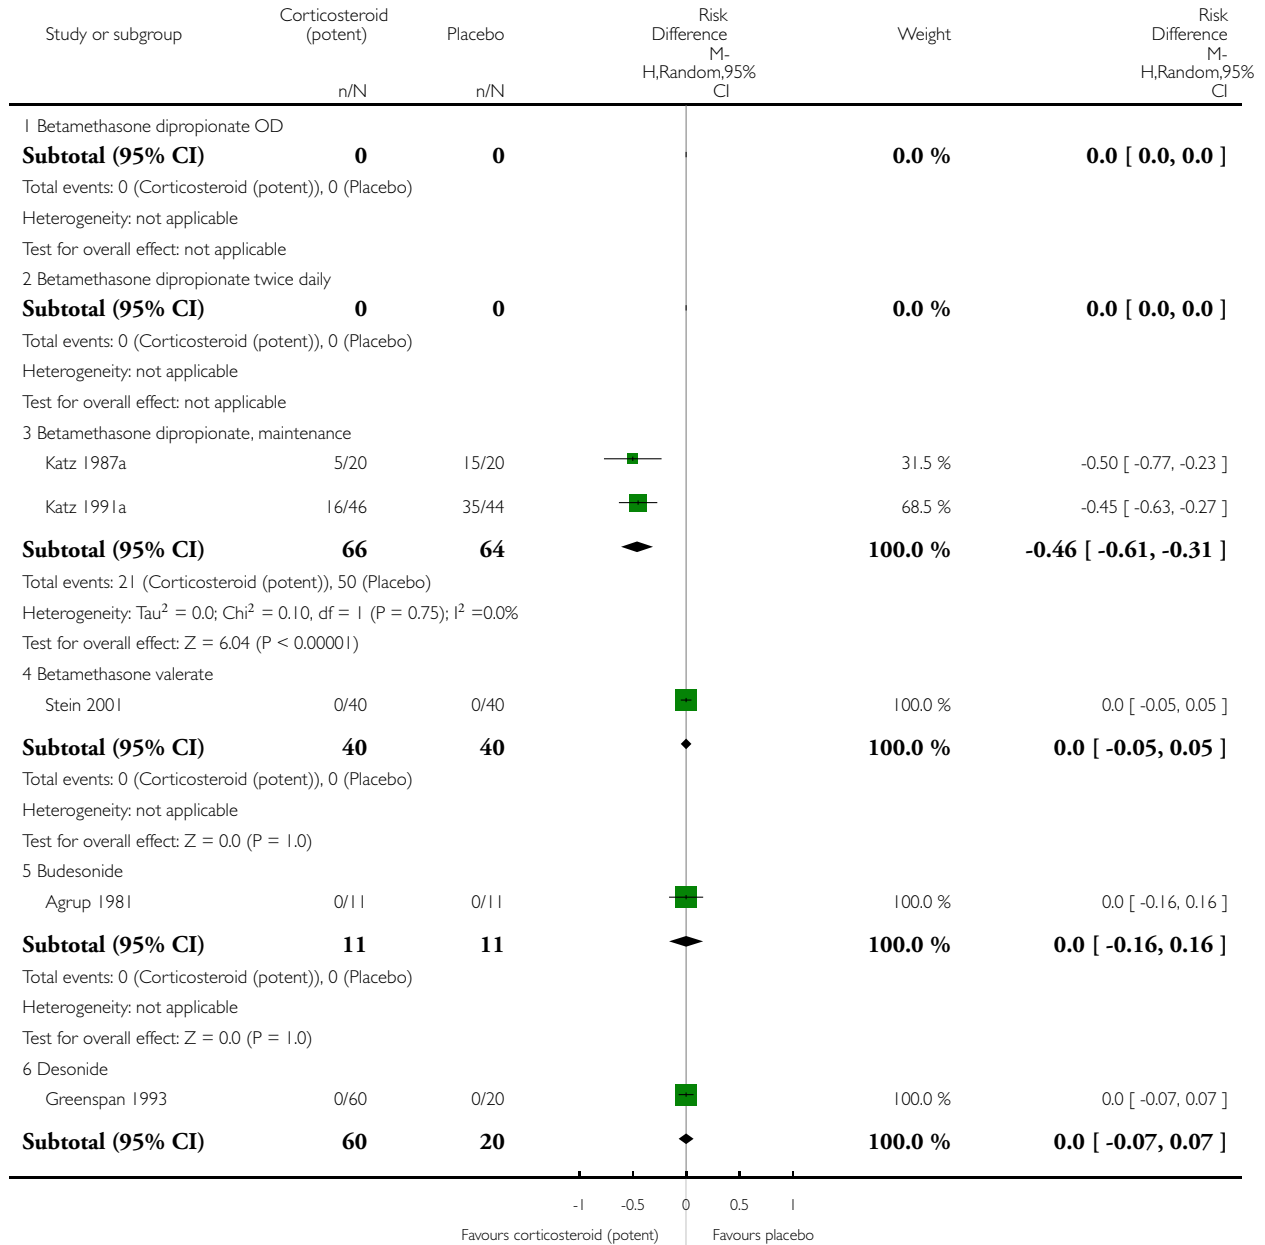 Study or subgroup Corticosteroid (potent) Placebo Risk Difference Weight Risk Difference
M-H,Random,95% CI M-H,Random,95% CI
n/N n/N
1 Betamethasone dipropionate OD
Subtotal (95% CI) 0 0 0.0 % 0.0 [ 0.0, 0.0 ]
Total events: 0 (Corticosteroid (potent)), 0 (Placebo)
Heterogeneity: not applicable
Test for overall effect: not applicable
2 Betamethasone dipropionate twice daily
Subtotal (95% CI) 0 0 0.0 % 0.0 [ 0.0, 0.0 ]
Total events: 0 (Corticosteroid (potent)), 0 (Placebo)
Heterogeneity: not applicable
Test for overall effect: not applicable
3 Betamethasone dipropionate, maintenance
Katz 1987a 5/20 15/20 31.5 % -0.50 [ -0.77, -0.23 ]
Katz 1991a 16/46 35/44 68.5 % -0.45 [ -0.63, -0.27 ]
Subtotal (95% CI) 66 64 100.0 % -0.46 [ -0.61, -0.31 ]
Total events: 21 (Corticosteroid (potent)), 50 (Placebo)
Heterogeneity: Tau² = 0.0; Chi² = 0.10, df = 1 (P = 0.75); I² =0.0%
Test for overall effect: Z = 6.04 (P < 0.00001)
4 Betamethasone valerate
Stein 2001 0/40 0/40 100.0 % 0.0 [ -0.05, 0.05 ]
Subtotal (95% CI) 40 40 100.0 % 0.0 [ -0.05, 0.05 ]
Total events: 0 (Corticosteroid (potent)), 0 (Placebo)
Heterogeneity: not applicable
Test for overall effect: Z = 0.0 (P = 1.0)
5 Budesonide
Agrup 1981 0/11 0/11 100.0 % 0.0 [ -0.16, 0.16 ]
Subtotal (95% CI) 11 11 100.0 % 0.0 [ -0.16, 0.16 ]
Total events: 0 (Corticosteroid (potent)), 0 (Placebo)
Heterogeneity: not applicable
Test for overall effect: Z = 0.0 (P = 1.0)
6 Desonide
Greenspan 1993 0/60 0/20 100.0 % 0.0 [ -0.07, 0.07 ]
Subtotal (95% CI) 60 20 100.0 % 0.0 [ -0.07, 0.07 ]
-1 -0.5 0 0.5 1
Favours corticosteroid (potent) Favours placebo